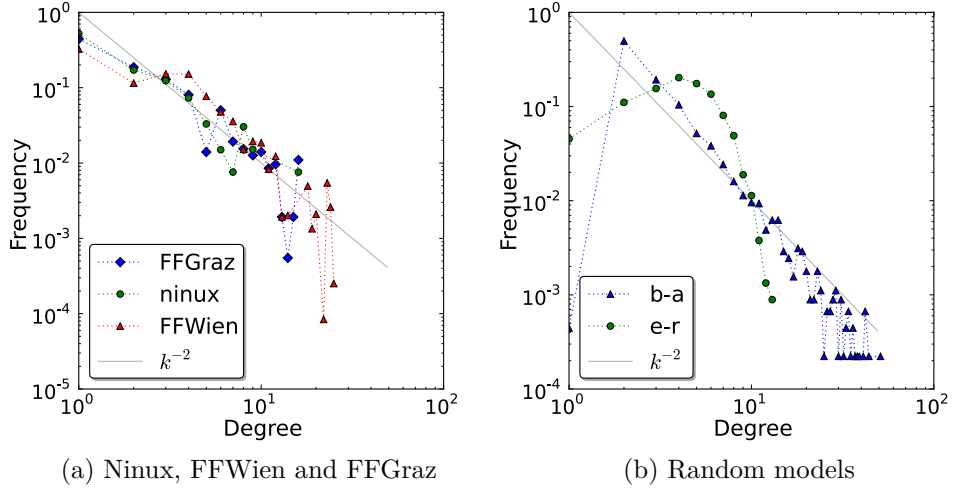 10^0
10^-1
10^-2
10^-3
10^-4
10^-5
Frequency
FFGraz
ninux
FFWien
k^-2
10^0
10^1
10^2
Degree
(a) Ninux, FFWien and FFGraz
10^0
10^-1
10^-2
10^-3
10^-4
Frequency
b-a
e-r
k^-2
10^0
10^1
10^2
Degree
(b) Random models